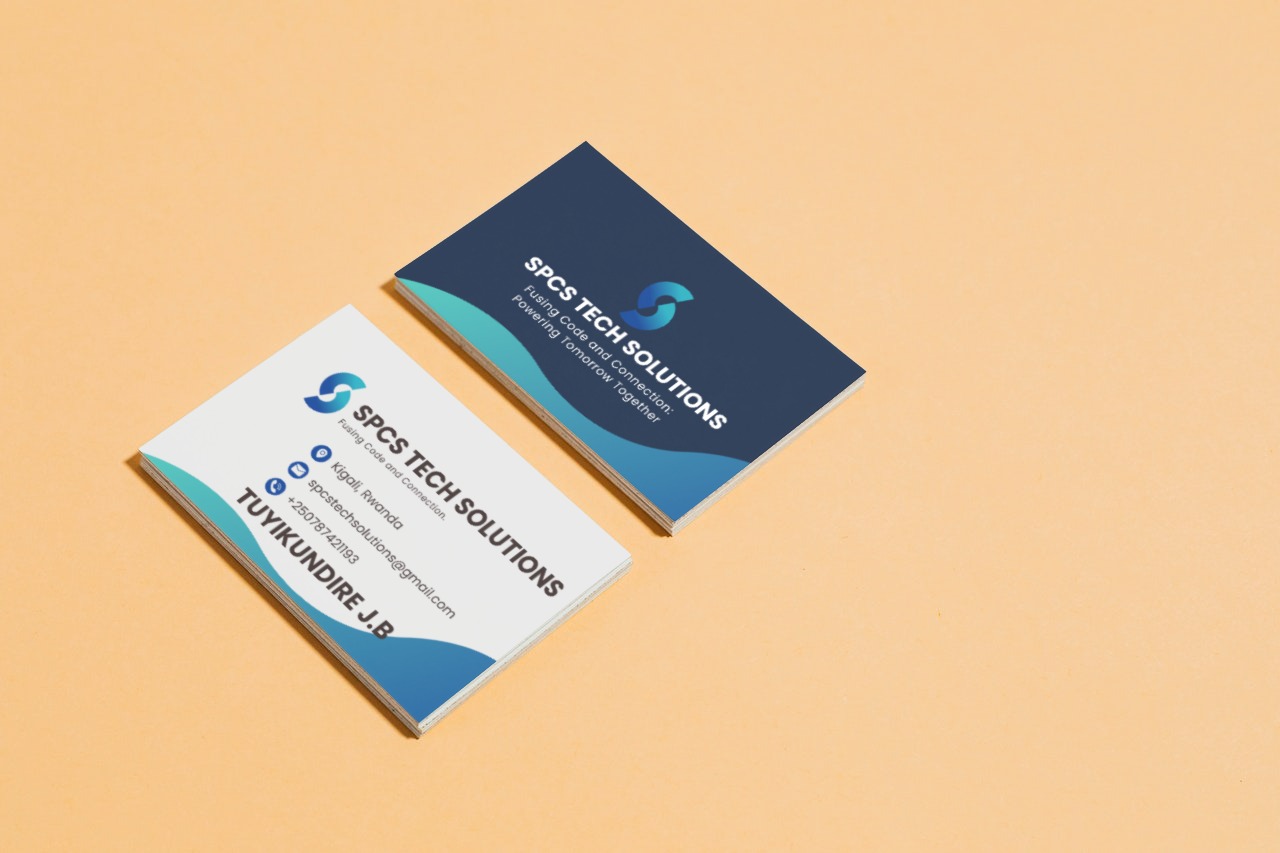 SPCS TECH SOLUTIONS
Fusing Code and Connection:
Powering Tomorrow Together
SPCS TECH SOLUTIONS
Fusing Code and Connection.
Kigali, Rwanda
spcstechsolutions@gmail.com
+250787421193
TUYIKUNDIRE J.B